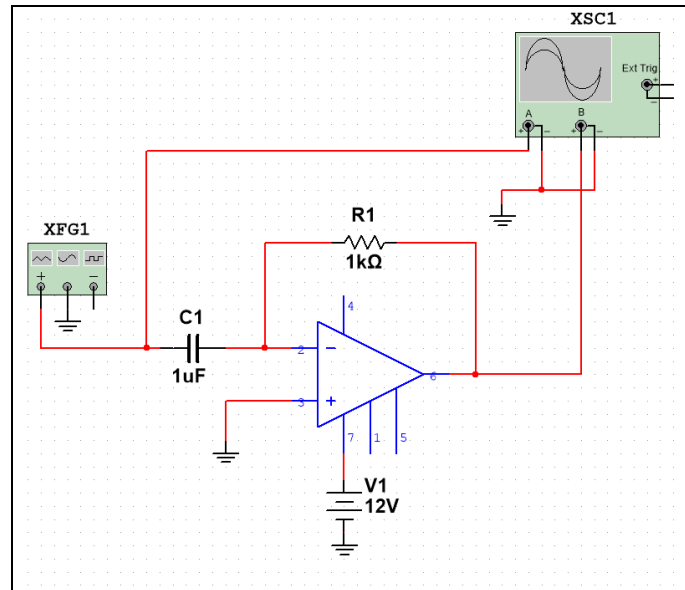 XSC1
Ext Trig
+
−
A
B
+ − + −
XFG1
+ −
R1
1kΩ
C1
1uF
4
2
−
6
3
+
7
1
5
V1
12V